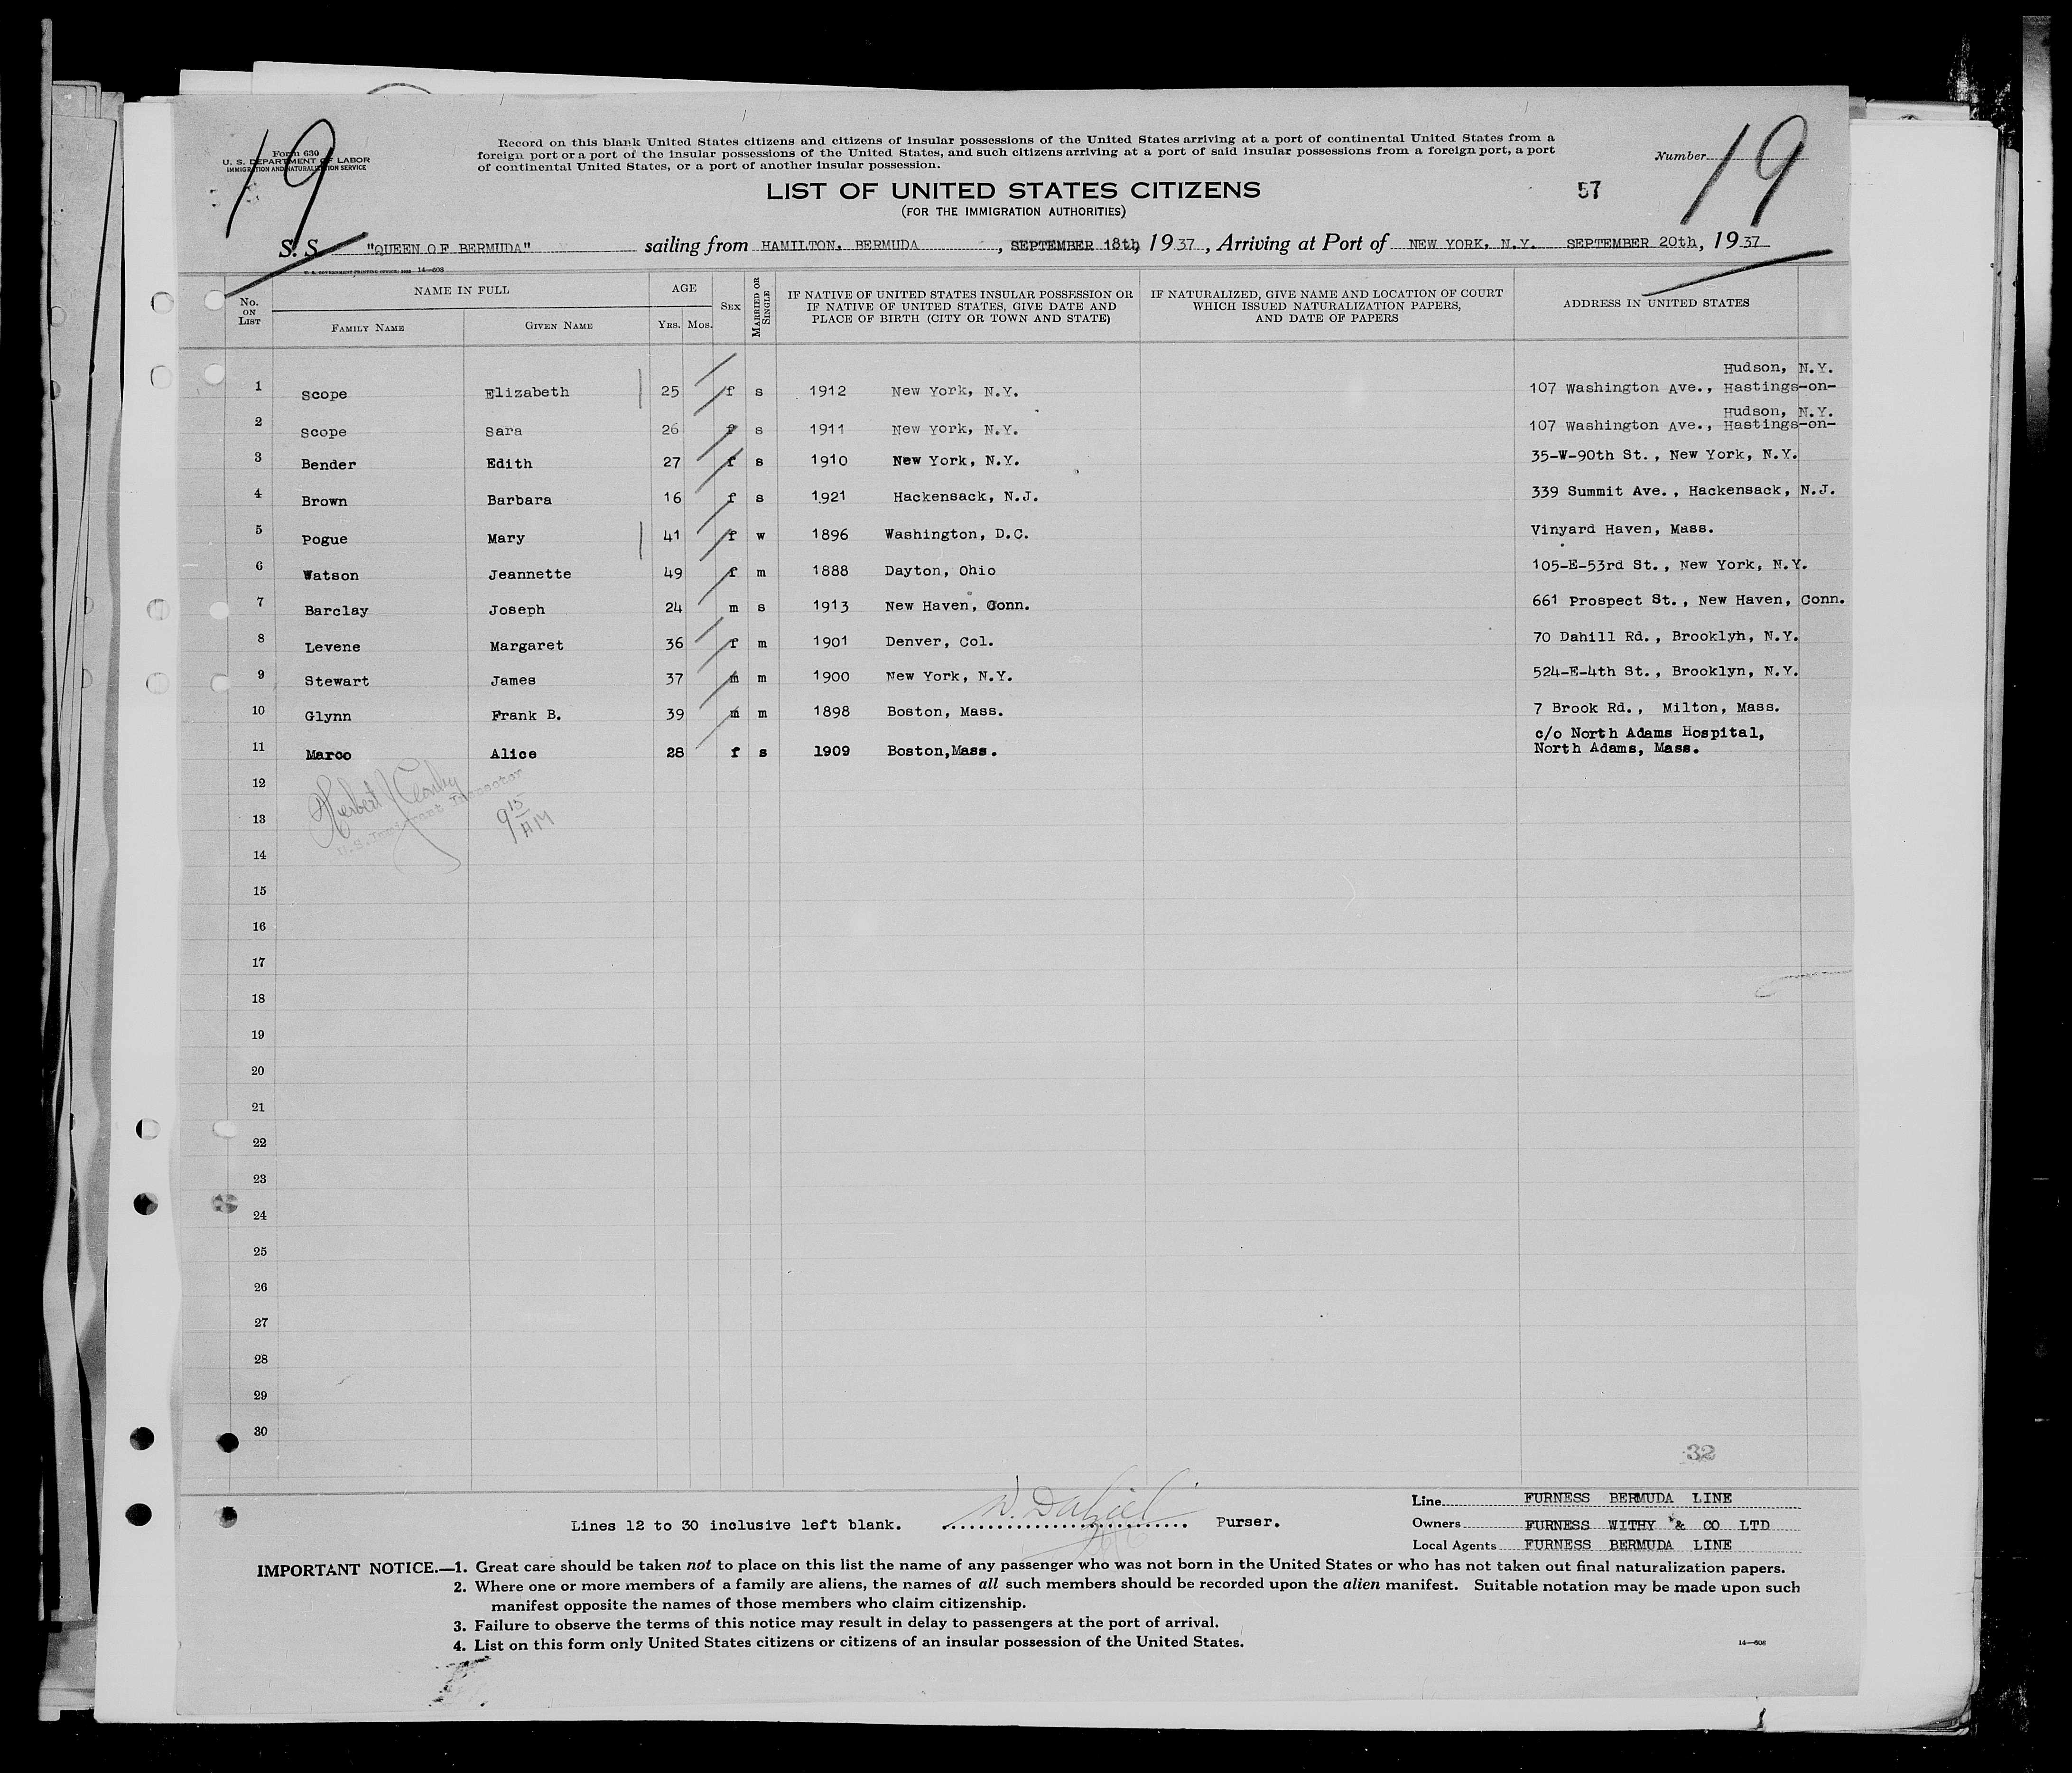 19
19
Form 630
U. S. DEPARTMENT OF LABOR
IMMIGRATION AND NATURALIZATION SERVICE
Record on this blank United States citizens and citizens of insular possessions of the United States arriving at a port of continental United States from a
foreign port or a port of the insular possessions of the United States, and such citizens arriving at a port of said insular possessions from a foreign port, a port
of continental United States, or a port of another insular possession.
Number
LIST OF UNITED STATES CITIZENS
57
(FOR THE IMMIGRATION AUTHORITIES)
S. S. "QUEEN OF BERMUDA" sailing from HAMILTON. BERMUDA , SEPTEMBER 18th, 1937 , Arriving at Port of NEW YORK, N.Y. SEPTEMBER 20th, 1937
U. S. GOVERNMENT PRINTING OFFICE: 14—608
No. ON LIST
NAME IN FULL
FAMILY NAME GIVEN NAME
AGE
YRS. MOS.
SEX
MARRIED OR SINGLE
IF NATIVE OF UNITED STATES INSULAR POSSESSION OR
IF NATIVE OF UNITED STATES, GIVE DATE AND
PLACE OF BIRTH (CITY OR TOWN AND STATE)
IF NATURALIZED, GIVE NAME AND LOCATION OF COURT
WHICH ISSUED NATURALIZATION PAPERS,
AND DATE OF PAPERS
ADDRESS IN UNITED STATES
Hudson, N.Y.
1 Scope Elizabeth 25 f s 1912 New York, N.Y. 107 Washington Ave., Hastings-on-
Hudson, N.Y.
2 Scope Sara 26 f s 1911 New York, N.Y. 107 Washington Ave., Hastings-on-
3 Bender Edith 27 f s 1910 New York, N.Y. 35-W-90th St., New York, N.Y.
4 Brown Barbara 16 f s 1921 Hackensack, N.J. 339 Summit Ave., Hackensack, N.J.
5 Pogue Mary 41 f w 1896 Washington, D.C. Vinyard Haven, Mass.
6 Watson Jeannette 49 f m 1888 Dayton, Ohio 105-E-53rd St., New York, N.Y.
7 Barclay Joseph 24 m s 1913 New Haven, Conn. 661 Prospect St., New Haven, Conn.
8 Levene Margaret 36 f m 1901 Denver, Col. 70 Dahill Rd., Brooklyn, N.Y.
9 Stewart James 37 m m 1900 New York, N.Y. 524-E-4th St., Brooklyn, N.Y.
10 Glynn Frank B. 39 m m 1898 Boston, Mass. 7 Brook Rd., Milton, Mass.
c/o North Adams Hospital,
11 Marco Alice 28 f s 1909 Boston,Mass. North Adams, Mass.
12
Herbert J
U.S. Immigrant Inspector
9 15 AM
13
14
15
16
17
18
19
20
21
22
23
24
25
26
27
28
29
30
32
Lines 12 to 30 inclusive left blank. Purser.
Line FURNESS BERMUDA LINE
Owners FURNESS WITHY & CO LTD
Local Agents FURNESS BERMUDA LINE
IMPORTANT NOTICE.—1. Great care should be taken not to place on this list the name of any passenger who was not born in the United States or who has not taken out final naturalization papers.
2. Where one or more members of a family are aliens, the names of all such members should be recorded upon the alien manifest. Suitable notation may be made upon such
manifest opposite the names of those members who claim citizenship.
3. Failure to observe the terms of this notice may result in delay to passengers at the port of arrival.
4. List on this form only United States citizens or citizens of an insular possession of the United States.
14—608